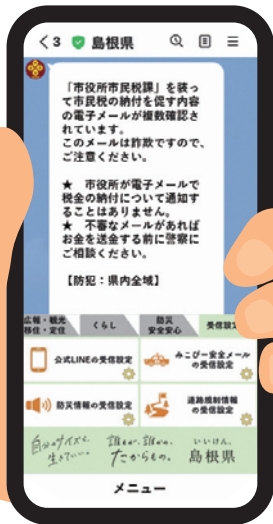 3 島根県
「市役所市民税課」を装っ
て市民税の納付を促す内容
の電子メールが複数確認さ
れています。
このメールは詐欺ですので、
ご注意ください。
★ 市役所が電子メールで
税金の納付について通知す
ることはありません。
★ 不審なメールがあれば
お金を送金する前に警察に
ご相談ください。
【防犯：県内全域】
広報・観光
移住・定住
くらし
防災
安全安心
受信設定
公式LINEの受信設定
みこぴー安全メール
の受信設定
防災情報の受信設定
道路規制情報
の受信設定
自分サイズで
生きていい。
誰もが、誰かの、
たからもの。
いいけん、
島根県
メニュー